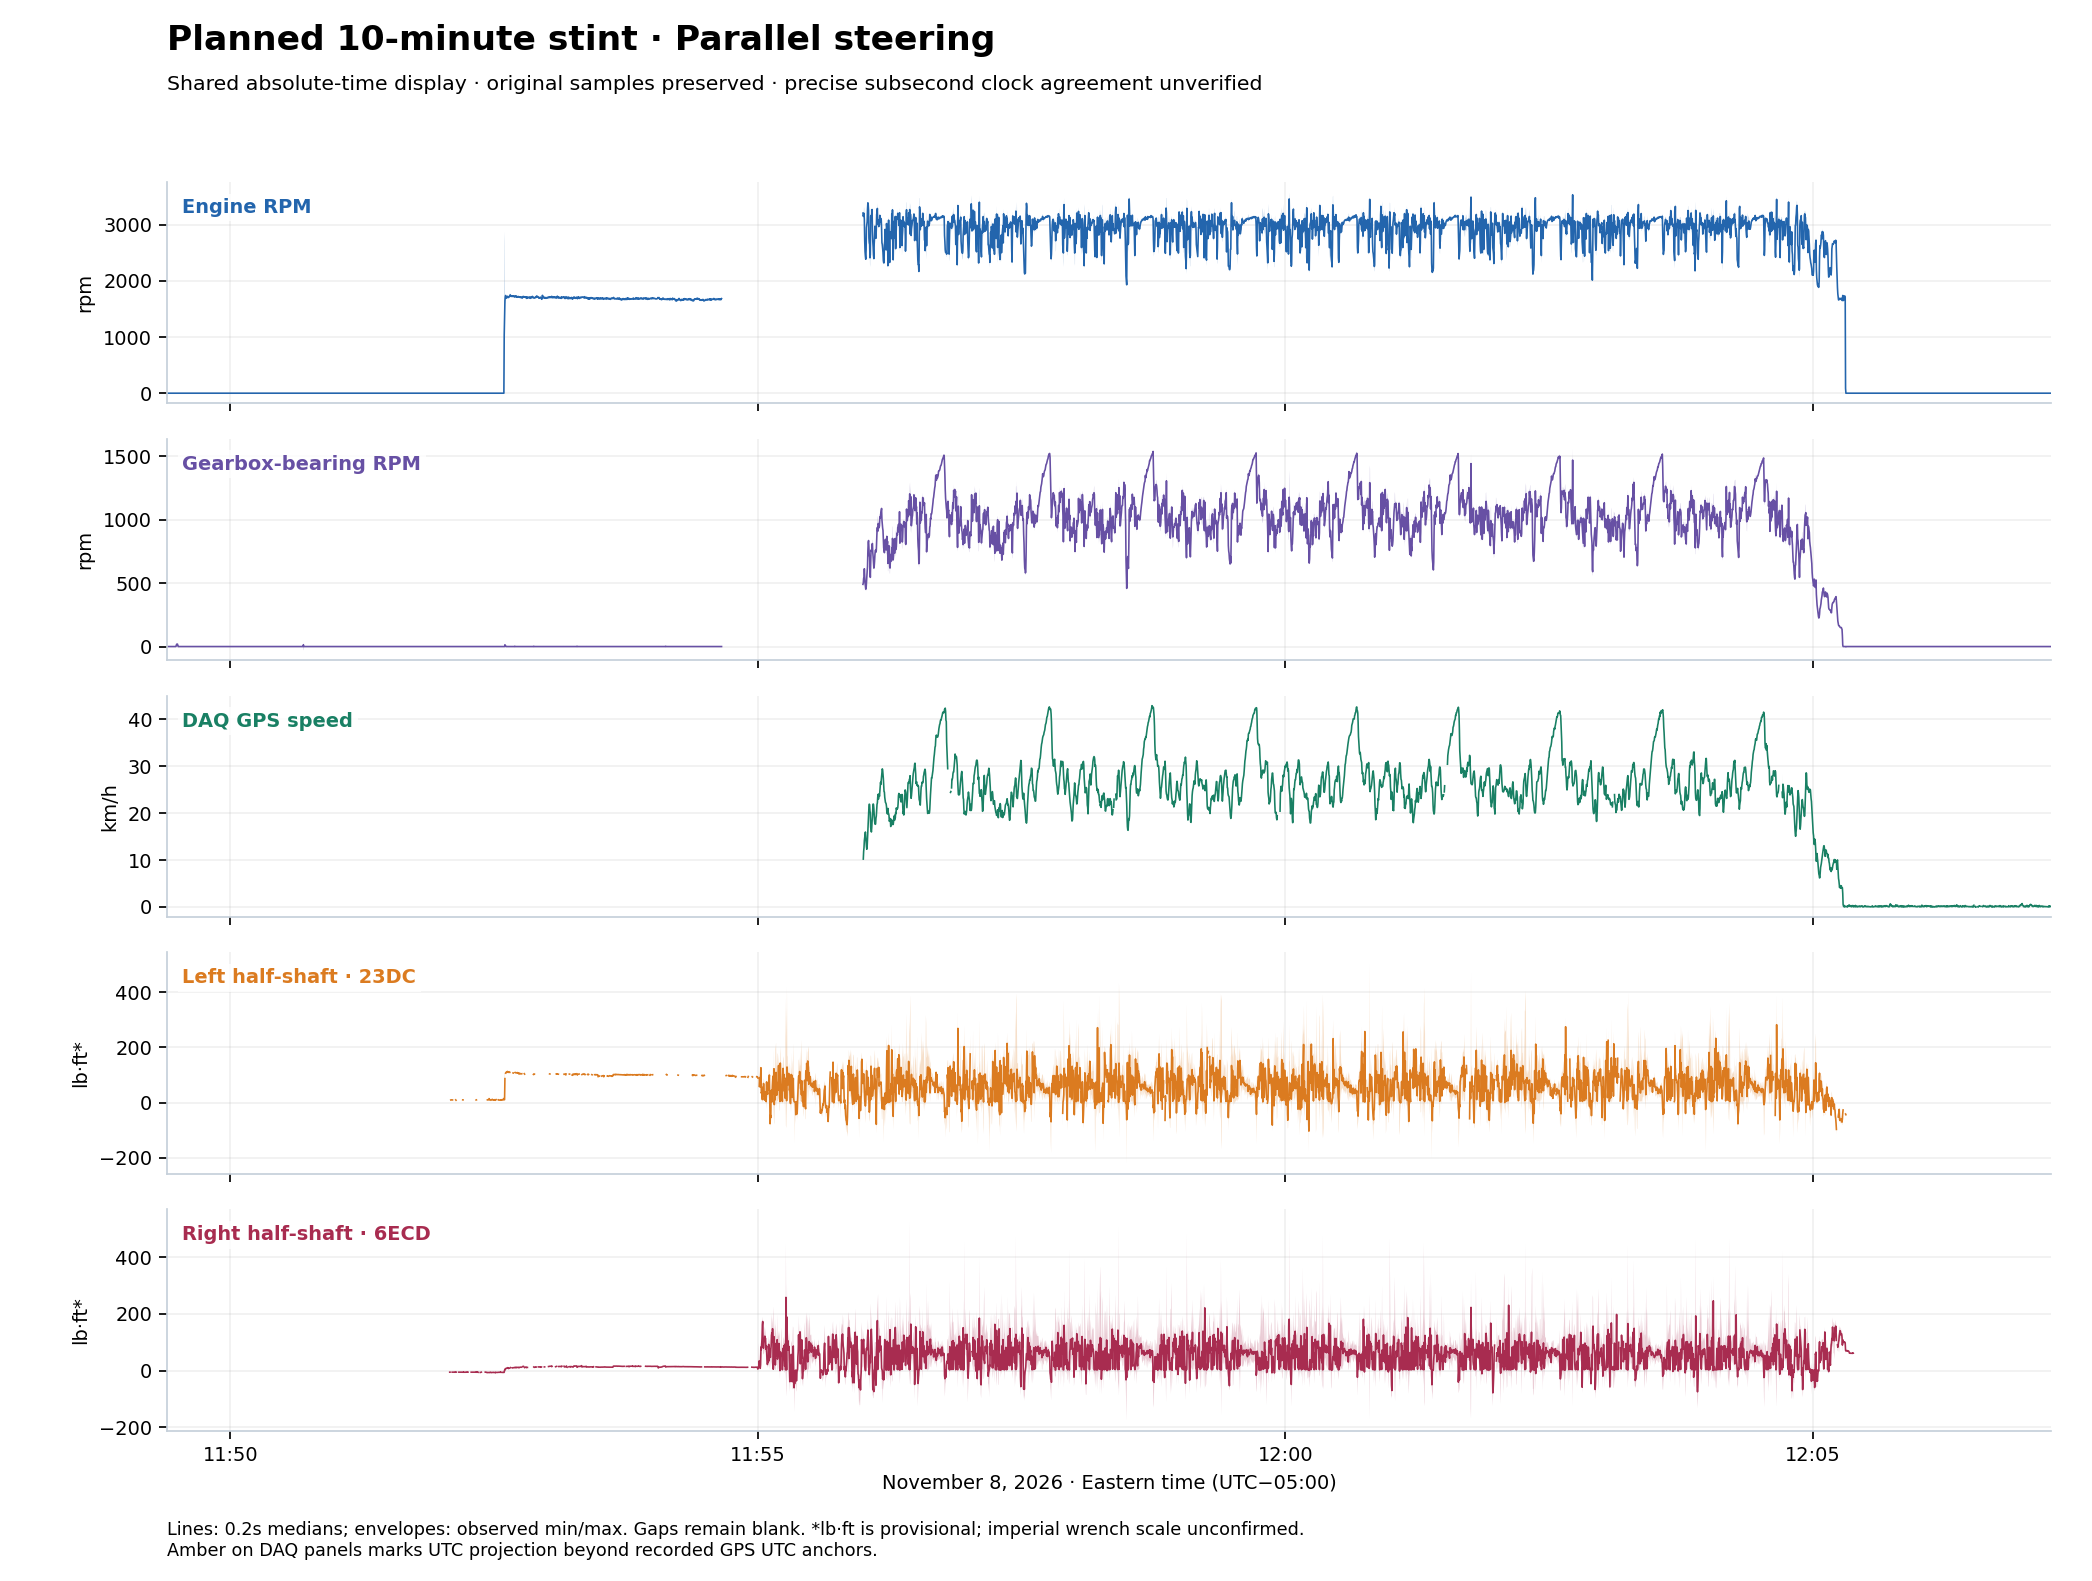 Planned 10-minute stint · Parallel steering
Shared absolute-time display · original samples preserved · precise subsecond clock agreement unverified
Engine RPM
rpm
3000
2000
1000
0
Gearbox-bearing RPM
rpm
1500
1000
500
0
DAQ GPS speed
km/h
40
30
20
10
0
Left half-shaft · 23DC
lb·ft*
400
200
0
−200
Right half-shaft · 6ECD
lb·ft*
400
200
0
−200
11:50 11:55 12:00 12:05
November 8, 2026 · Eastern time (UTC−05:00)
Lines: 0.2s medians; envelopes: observed min/max. Gaps remain blank. *lb·ft is provisional; imperial wrench scale unconfirmed.
Amber on DAQ panels marks UTC projection beyond recorded GPS UTC anchors.